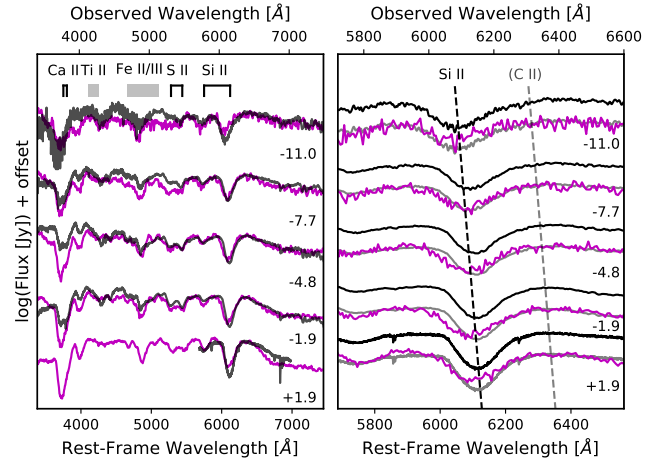 Observed Wavelength [Å]
4000 5000 6000 7000
Ca II Ti II Fe II/III S II Si II
-11.0
-7.7
-4.8
-1.9
+1.9
log(Flux [Jy]) + offset
4000 5000 6000 7000
Rest-Frame Wavelength [Å]
Observed Wavelength [Å]
5800 6000 6200 6400 6600
Si II (C II)
-11.0
-7.7
-4.8
-1.9
+1.9
5800 6000 6200 6400
Rest-Frame Wavelength [Å]